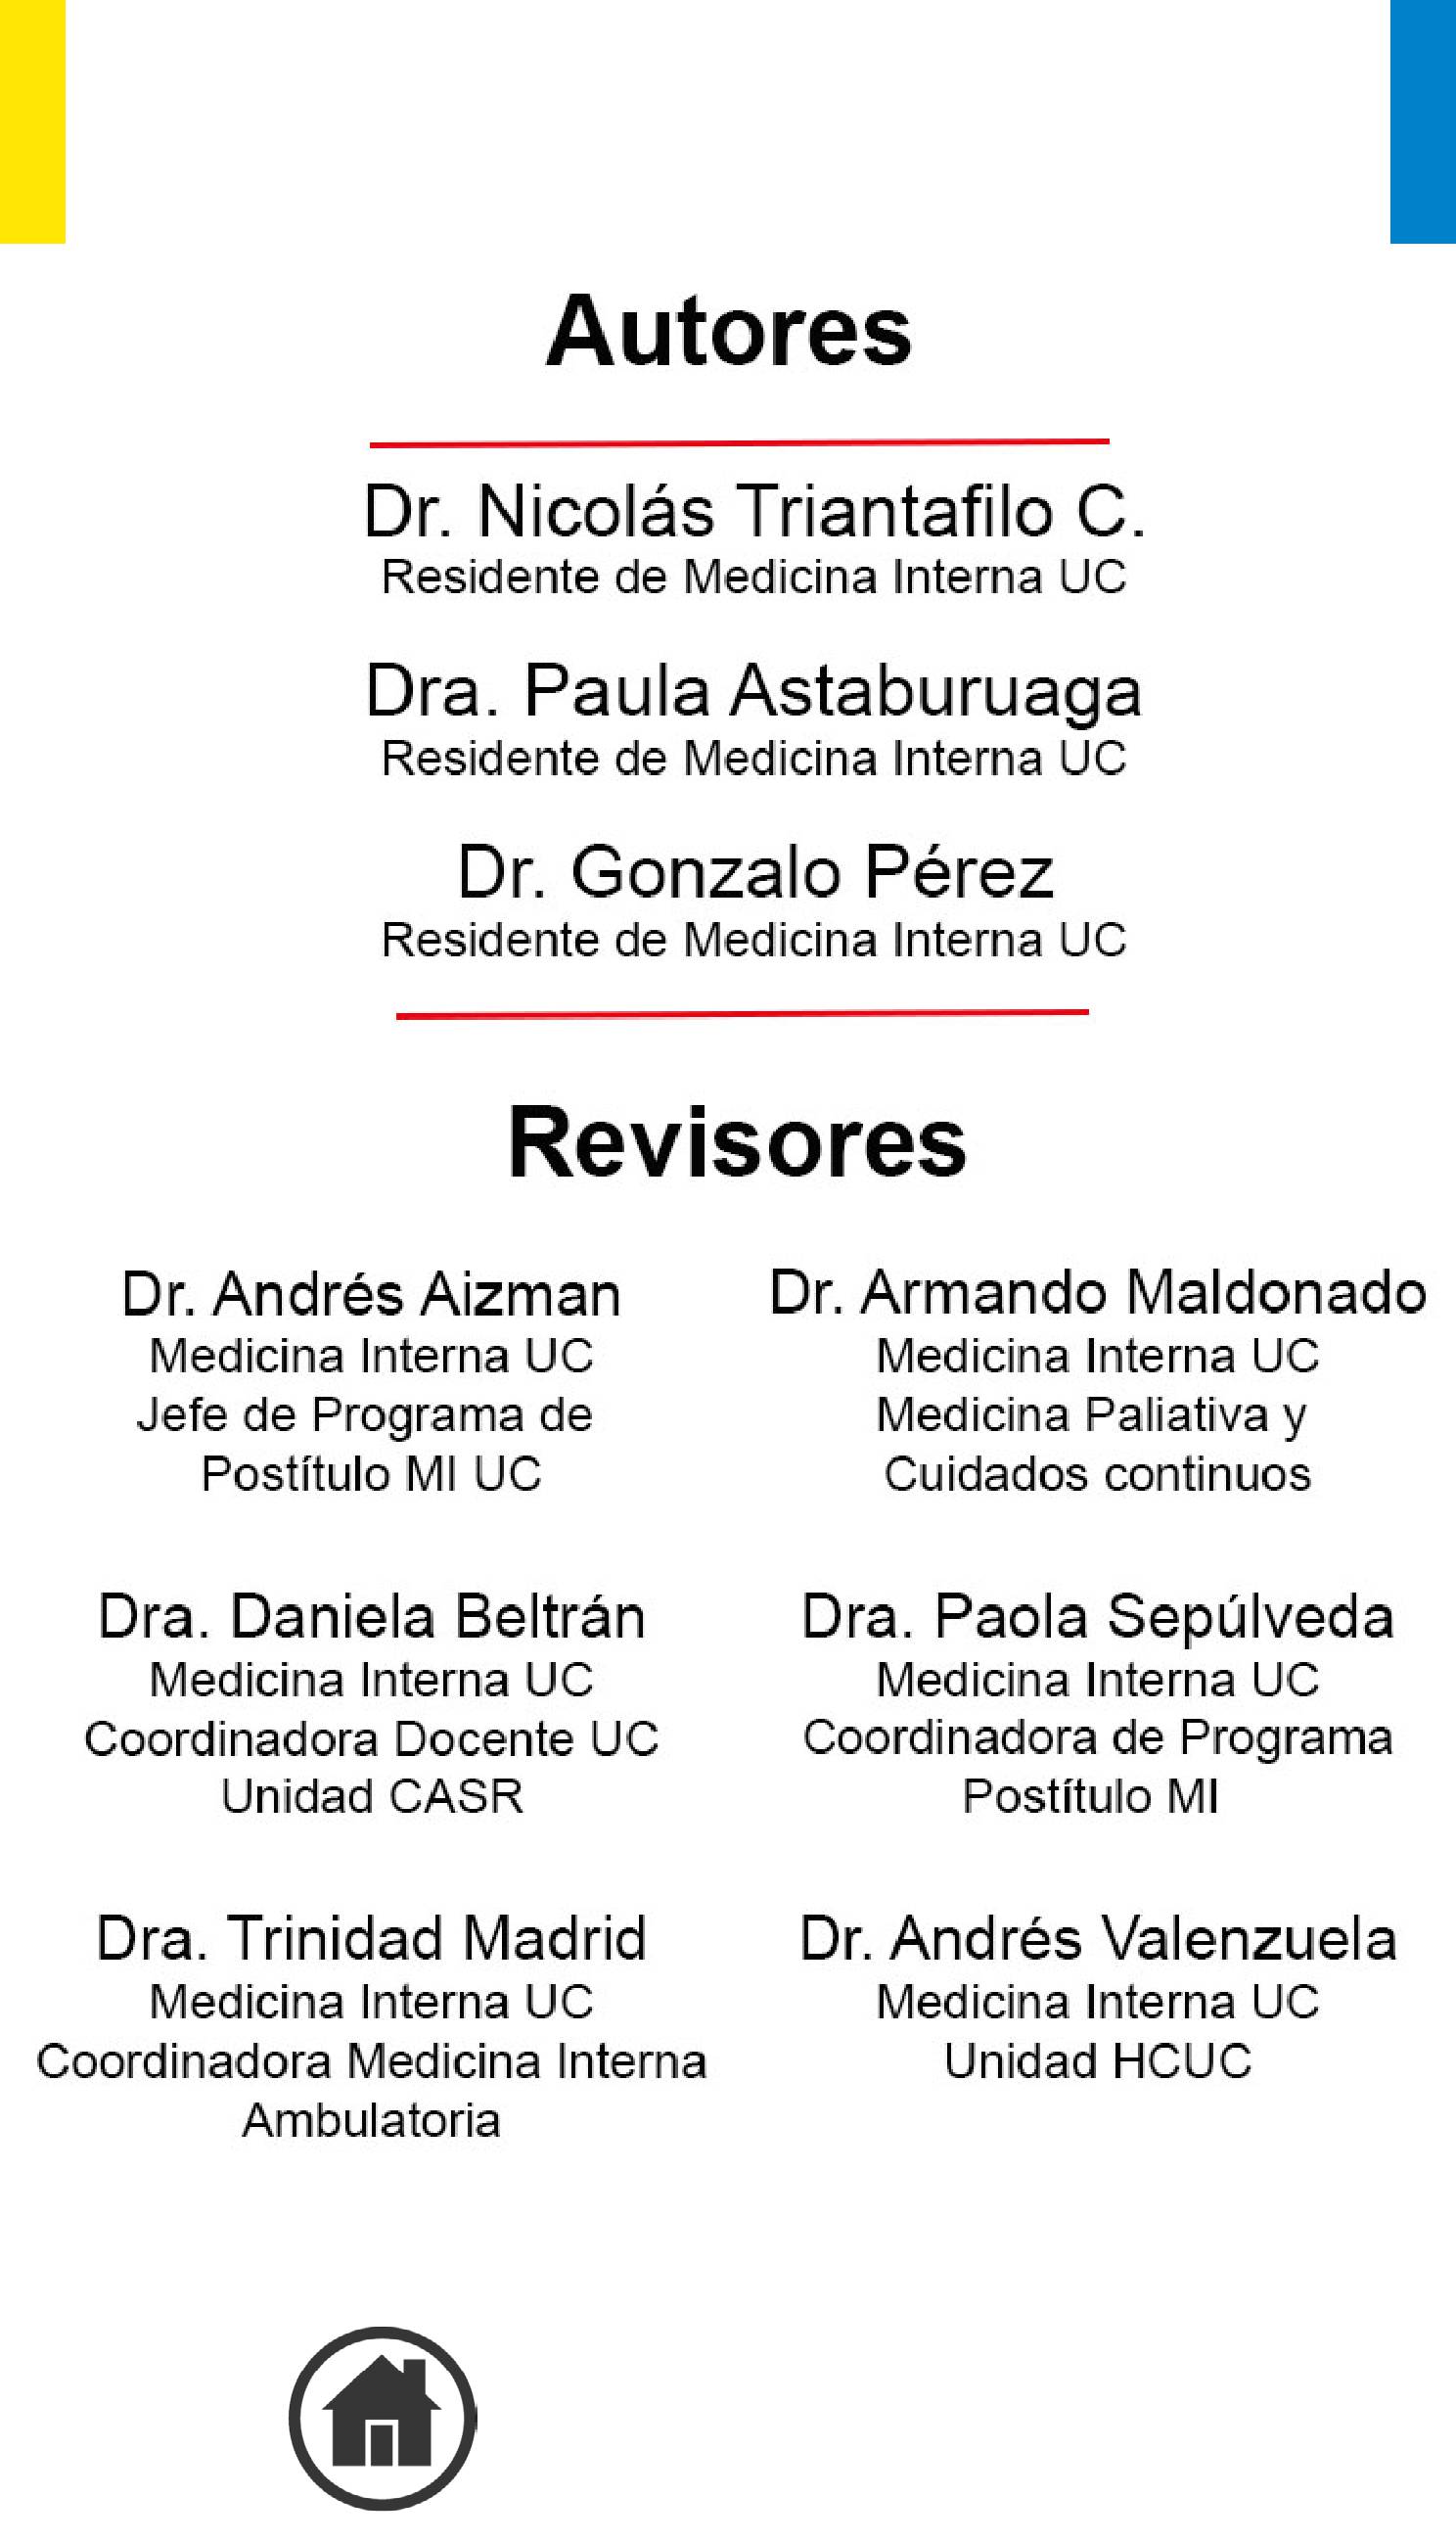 Autores
Dr. Nicolás Triantafilo C.
Residente de Medicina Interna UC
Dra. Paula Astaburuaga
Residente de Medicina Interna UC
Dr. Gonzalo Pérez
Residente de Medicina Interna UC
Revisores
Dr. Andrés Aizman
Medicina Interna UC
Jefe de Programa de
Postítulo MI UC
Dr. Armando Maldonado
Medicina Interna UC
Medicina Paliativa y
Cuidados continuos
Dra. Daniela Beltrán
Medicina Interna UC
Coordinadora Docente UC
Unidad CASR
Dra. Paola Sepúlveda
Medicina Interna UC
Coordinadora de Programa
Postítulo MI
Dra. Trinidad Madrid
Medicina Interna UC
Coordinadora Medicina Interna
Ambulatoria
Dr. Andrés Valenzuela
Medicina Interna UC
Unidad HCUC